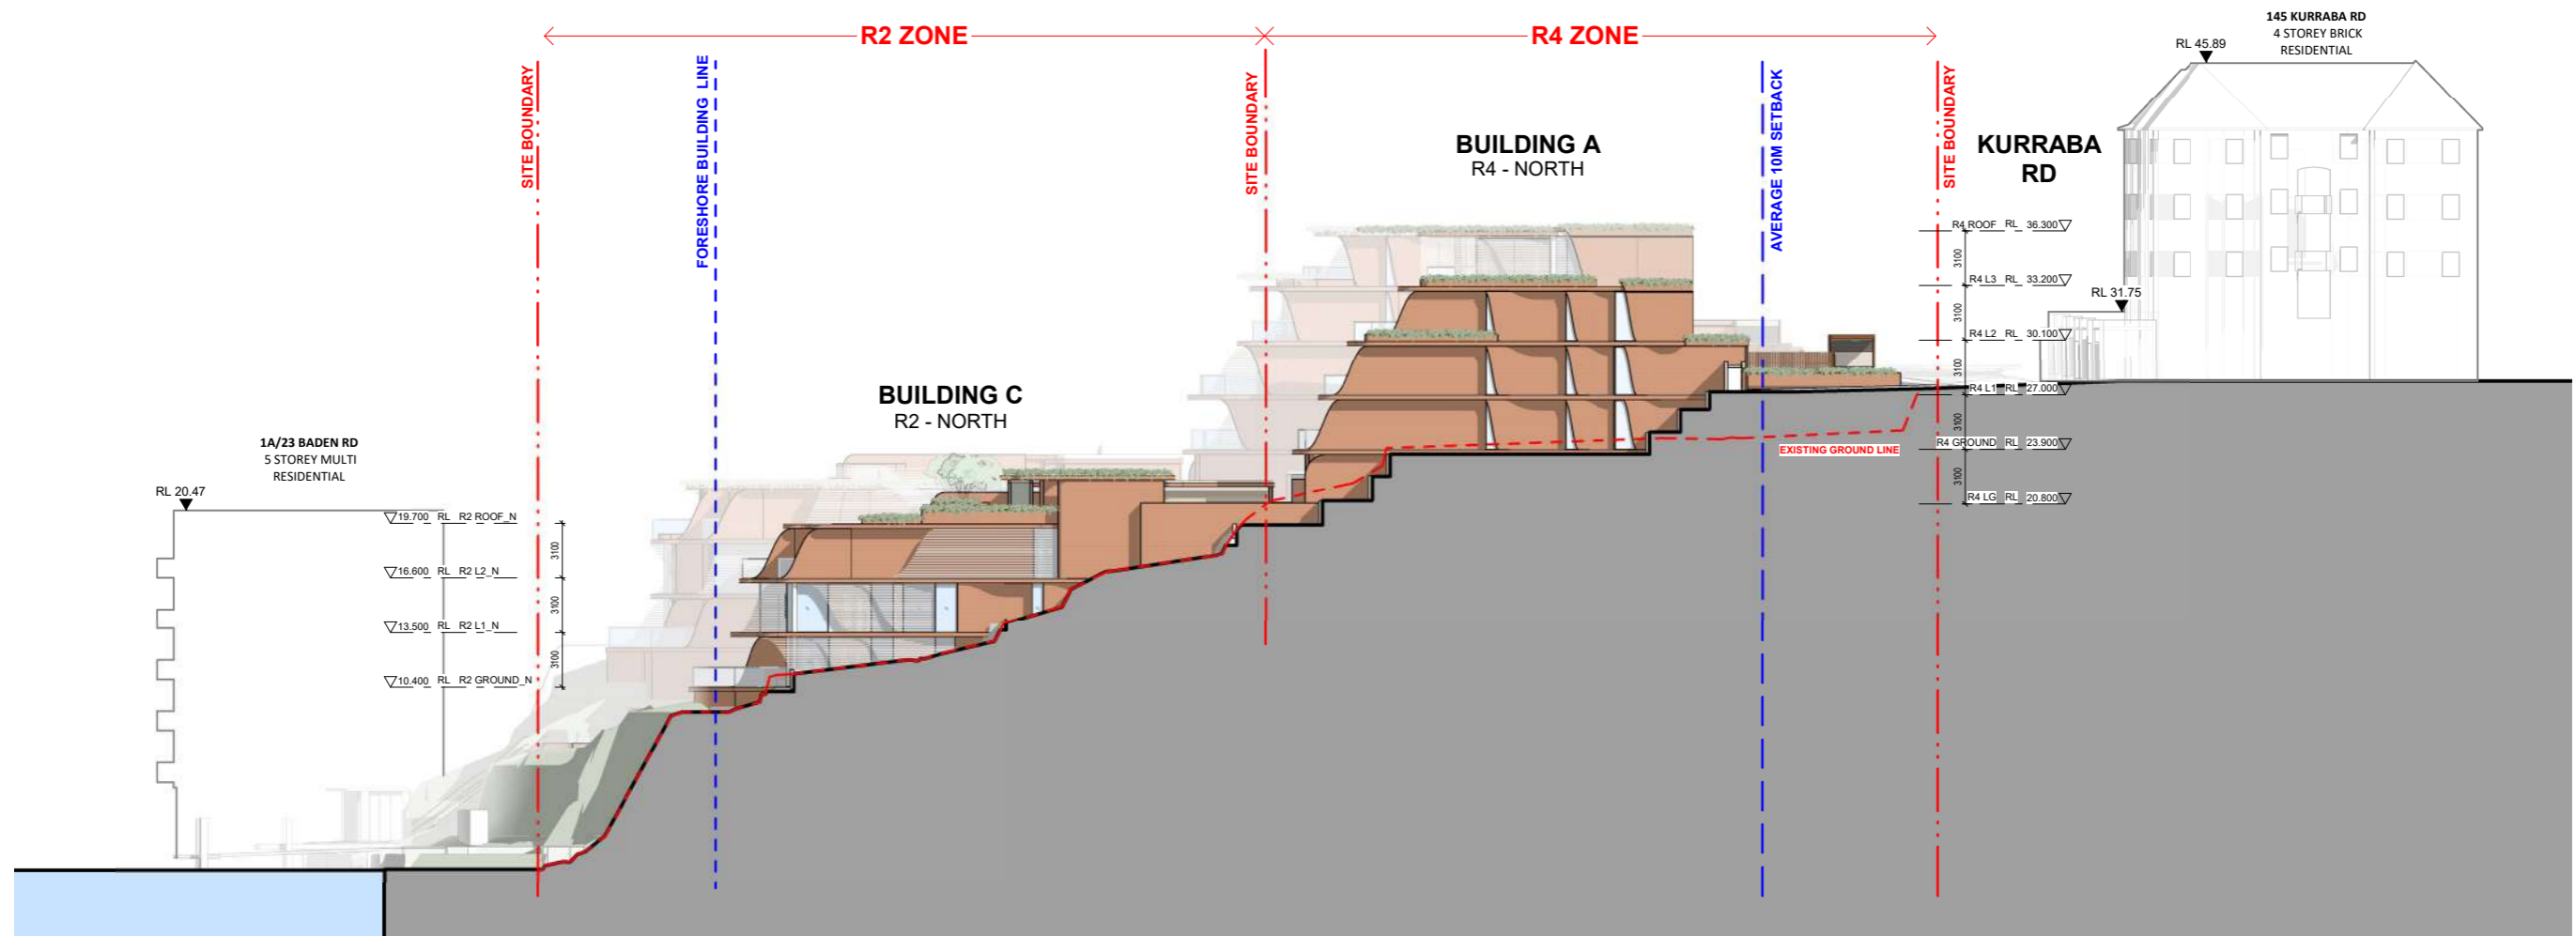 R2 ZONE
R4 ZONE
145 KURRABA RD
4 STOREY BRICK
RESIDENTIAL
RL 45.89
SITE BOUNDARY
FORESHORE BUILDING LINE
SITE BOUNDARY
AVERAGE 10M SETBACK
SITE BOUNDARY
BUILDING A
R4 - NORTH
KURRABA
RD
R4 ROOF RL 36.300
3100
R4 L3 RL 33.200
RL 31.75
3100
R4 L2 RL 30.100
3100
R4 L1 RL 27.000
3100
R4 GROUND RL 23.900
3100
R4 LG RL 20.800
EXISTING GROUND LINE
BUILDING C
R2 - NORTH
1A/23 BADEN RD
5 STOREY MULTI
RESIDENTIAL
RL 20.47
19.700 RL R2 ROOF_N
3100
16.600 RL R2 L2_N
3100
13.500 RL R2 L1_N
3100
10.400 RL R2 GROUND_N